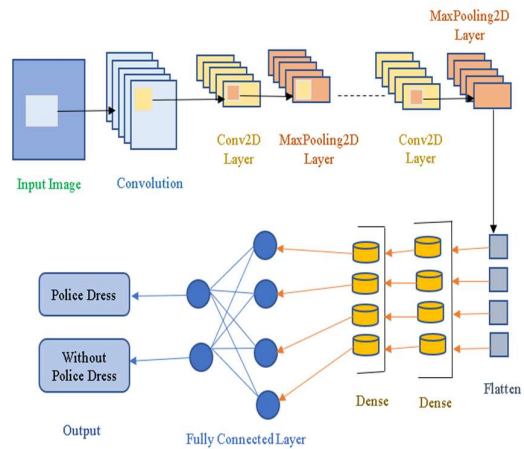 MaxPooling2D
Layer
Input Image
Convolution
Conv2D
Layer
MaxPooling2D
Layer
Conv2D
Layer
Police Dress
Without
Police Dress
Output
Fully Connected Layer
Dense
Dense
Flatten